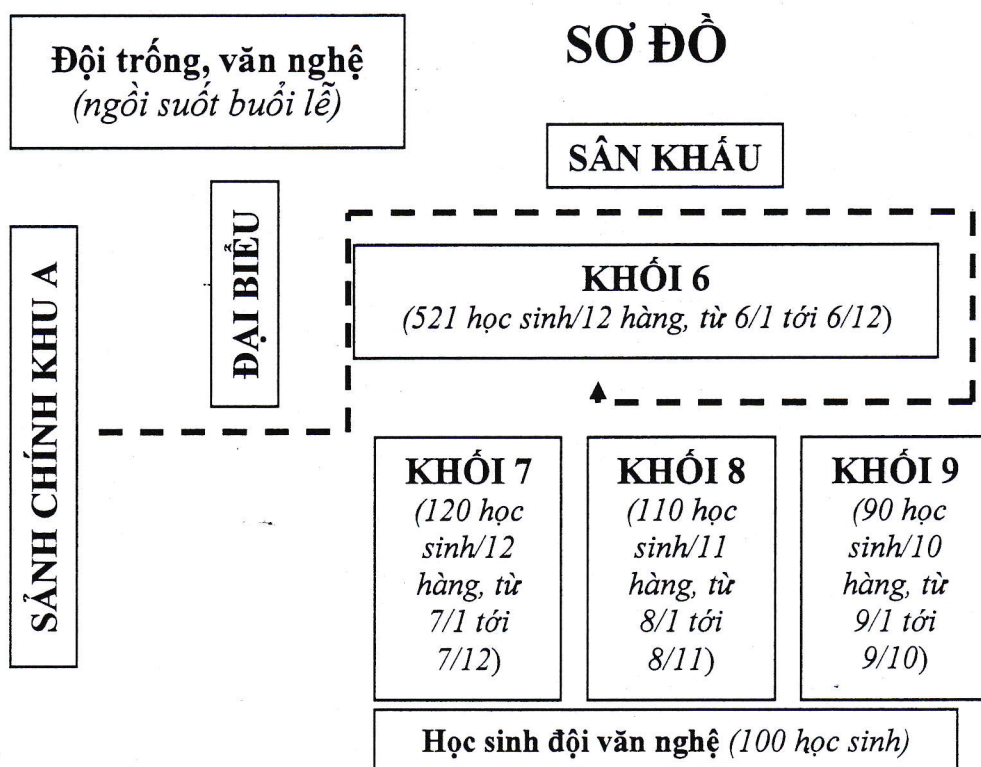 Đội trống, văn nghệ
(ngồi suốt buổi lễ)
SƠ ĐỒ
SÂN KHẤU
SẢNH CHÍNH KHU A
ĐẠI BIỂU
KHỐI 6
(521 học sinh/12 hàng, từ 6/1 tới 6/12)
KHỐI 7
(120 học
sinh/12
hàng, từ
7/1 tới
7/12)
KHỐI 8
(110 học
sinh/11
hàng, từ
8/1 tới
8/11)
KHỐI 9
(90 học
sinh/10
hàng, từ
9/1 tới
9/10)
Học sinh đội văn nghệ (100 học sinh)